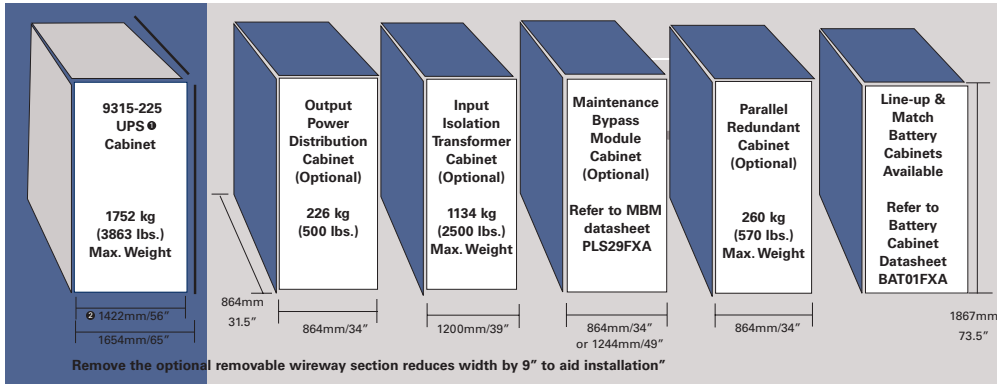 9315-225
UPS❶
Cabinet
1752 kg
(3863 lbs.)
Max. Weight
❷ 1422mm/56"
1654mm/65"
Output
Power
Distribution
Cabinet
(Optional)
226 kg
(500 lbs.)
864mm
31.5"
864mm/34"
Input
Isolation
Transformer
Cabinet
(Optional)
1134 kg
(2500 lbs.)
Max. Weight
1200mm/39"
Maintenance
Bypass
Module
Cabinet
(Optional)
Refer to MBM
datasheet
PLS29FXA
864mm/34"
or 1244mm/49"
Parallel
Redundant
Cabinet
(Optional)
260 kg
(570 lbs.)
Max. Weight
864mm/34"
Line-up &
Match
Battery
Cabinets
Available
Refer to
Battery
Cabinet
Datasheet
BAT01FXA
1867mm
73.5"
Remove the optional removable wireway section reduces width by 9" to aid installation"